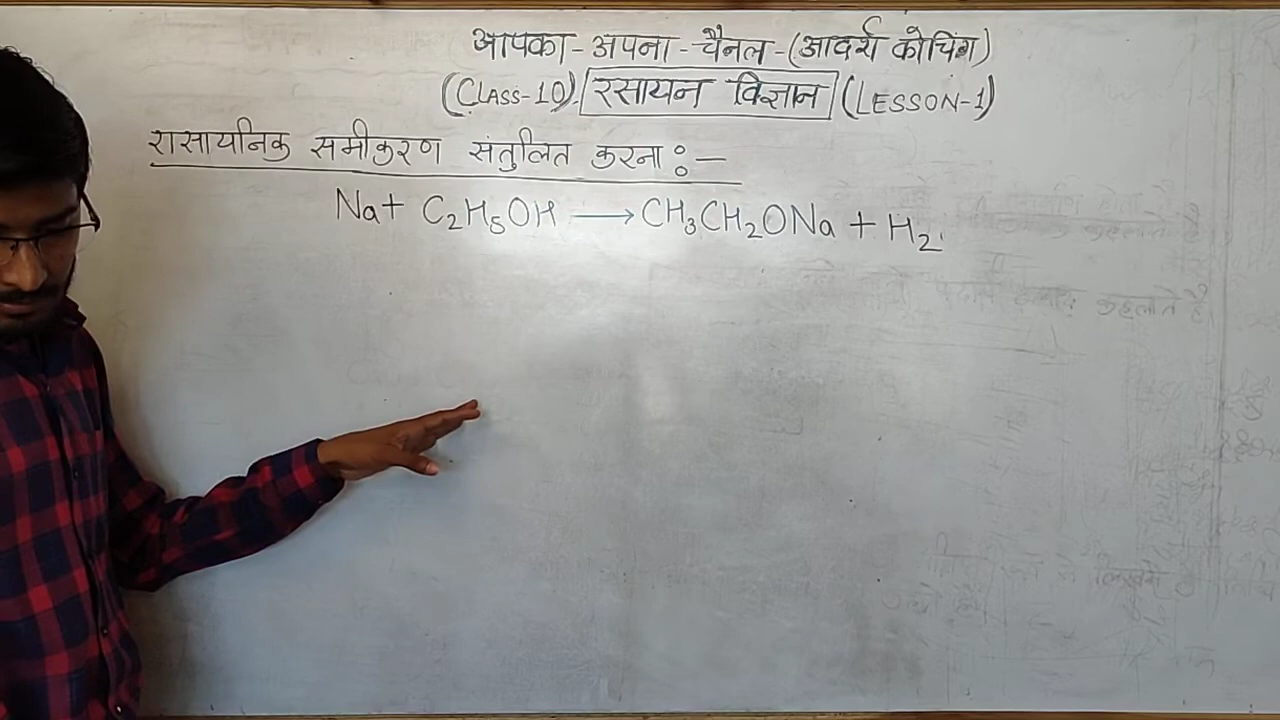 आपका-अपना-चैनल-(आदर्श कोचिंग)
(CLASS-10) रसायन विज्ञान (LESSON-1)
रासायनिक समीकरण संतुलित करना :-
Na + C₂H₅OH ⟶ CH₃CH₂ONa + H₂